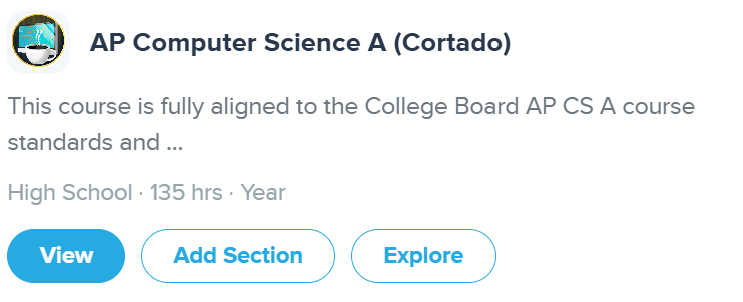 AP Computer Science A (Cortado)
This course is fully aligned to the College Board AP CS A course
standards and ...
High School · 135 hrs · Year
View
Add Section
Explore